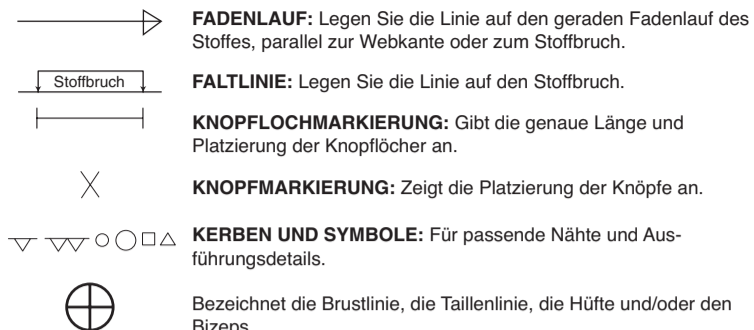 FADENLAUF: Legen Sie die Linie auf den geraden Fadenlauf des
Stoffes, parallel zur Webkante oder zum Stoffbruch.
Stoffbruch
FALTLINIE: Legen Sie die Linie auf den Stoffbruch.
KNOPFLOCHMARKIERUNG: Gibt die genaue Länge und
Platzierung der Knopflöcher an.
KNOPFMARKIERUNG: Zeigt die Platzierung der Knöpfe an.
KERBEN UND SYMBOLE: Für passende Nähte und Aus-
führungsdetails.
Bezeichnet die Brustlinie, die Taillenlinie, die Hüfte und/oder den
Bizeps